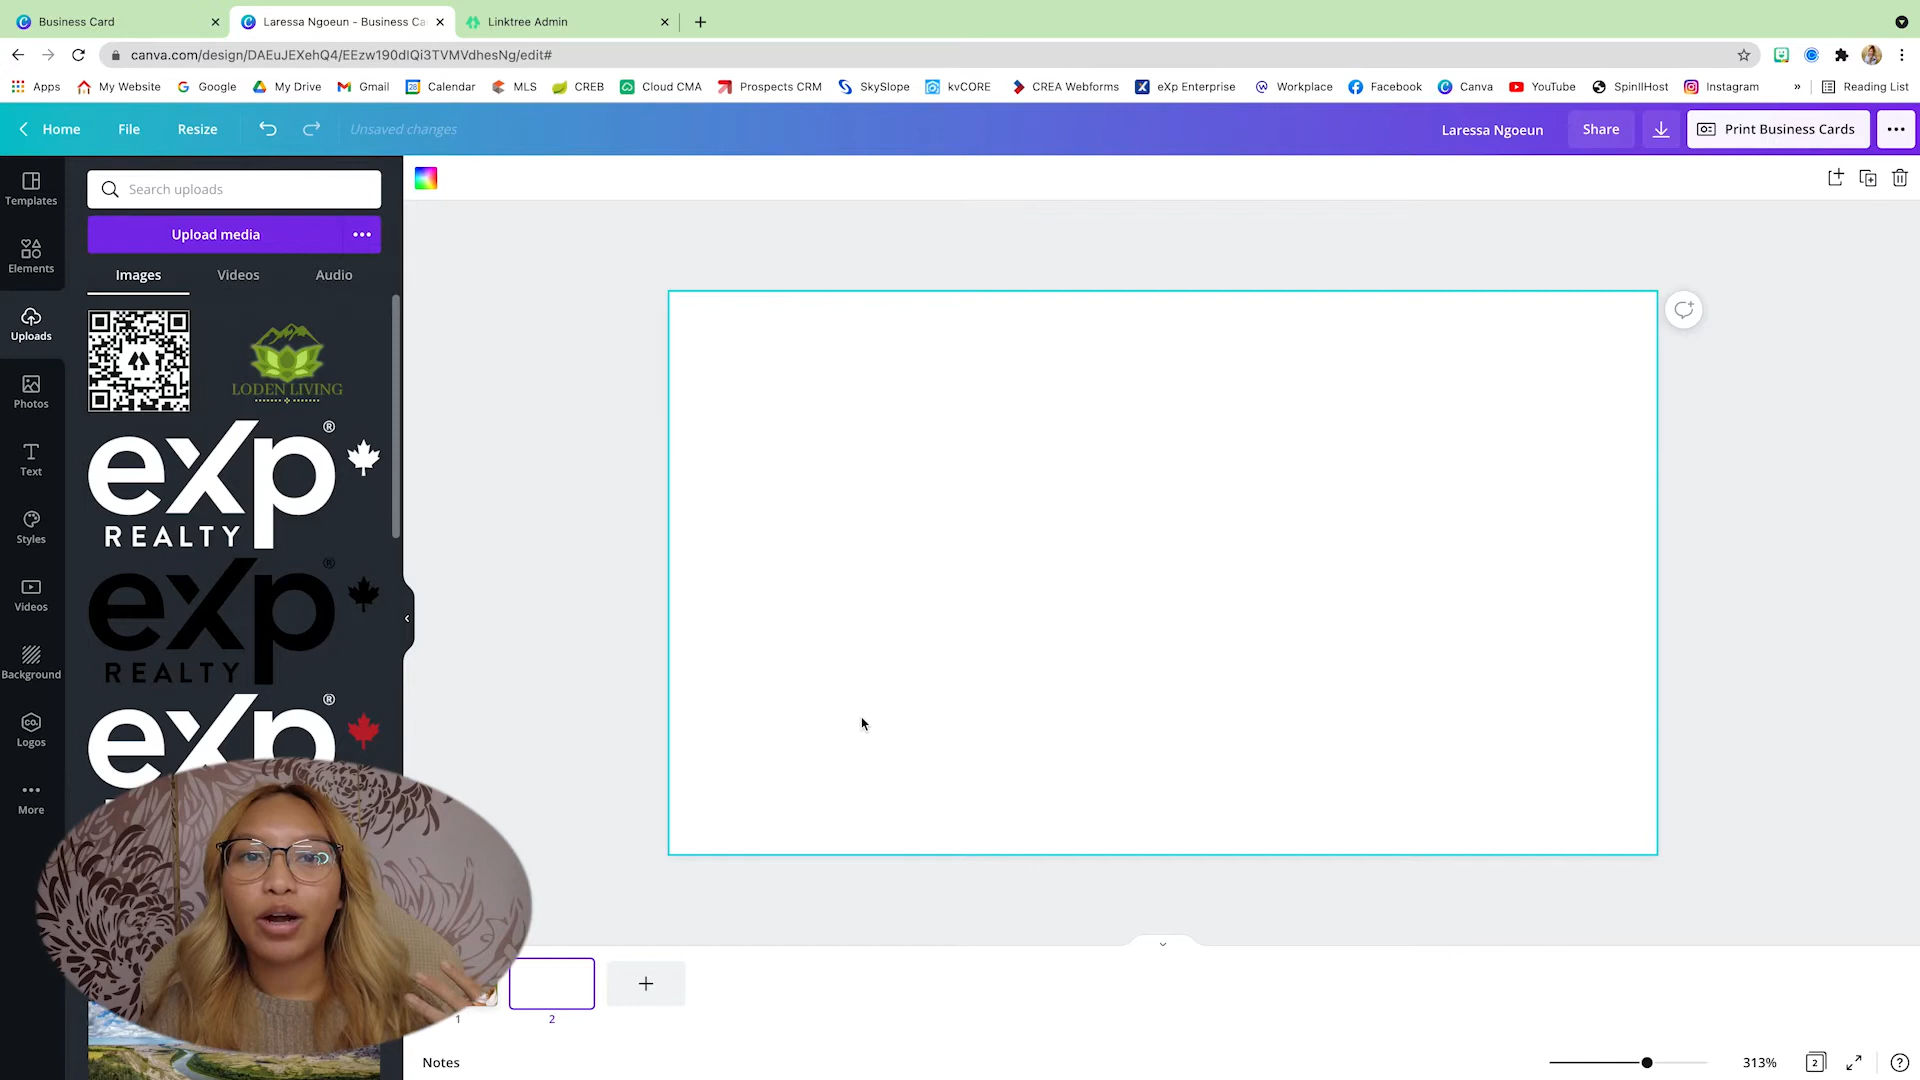 Business Card
Laressa Ngoeun - Business Ca
Linktree Admin
canva.com/design/DAEuJEXehQ4/EEzw190dlQi3TVMVdhesNg/edit#
Apps
My Website
Google
My Drive
Gmail
28
Calendar
MLS
CREB
Cloud CMA
Prospects CRM
SkySlope
kvCORE
CREA Webforms
eXp Enterprise
Workplace
Facebook
Canva
YouTube
SpinIlHost
Instagram
»
Reading List
Home
File
Resize
Unsaved changes
Laressa Ngoeun
Share
Print Business Cards
Templates
Elements
Uploads
Photos
Text
Styles
Videos
Background
CO.
Logos
More
Search uploads
Upload media
Images
Videos
Audio
LODEN LIVING
eXp®
REALTY
eXp®
REALTY
eXp®
1
2
Notes
313%
2